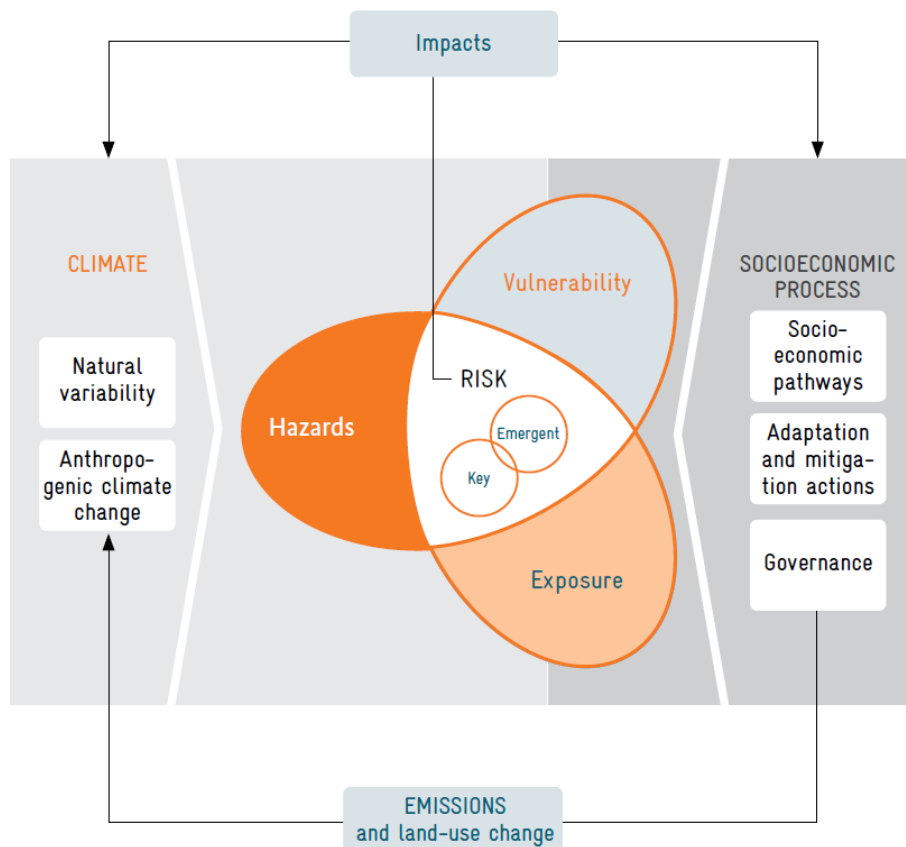 Impacts
CLIMATE
Natural
variability
Anthropo-
genic climate
change
Hazards
Vulnerability
RISK
Emergent
Key
Exposure
SOCIOECONOMIC
PROCESS
Socio-
economic
pathways
Adaptation
and mitiga-
tion actions
Governance
EMISSIONS
and land-use change